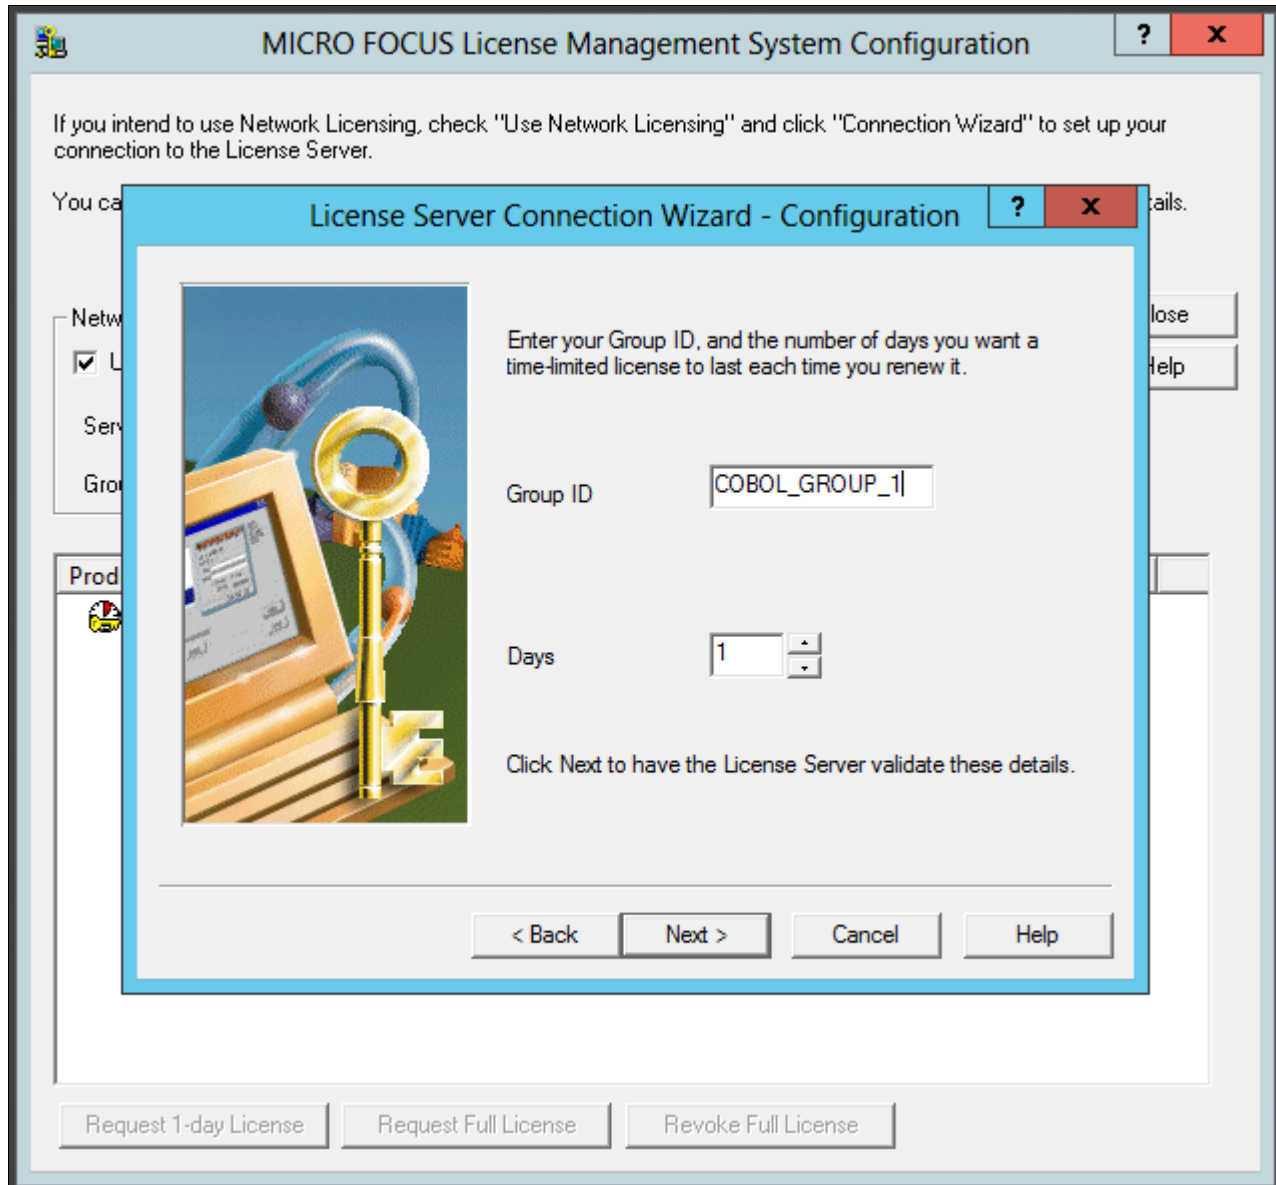 MICRO FOCUS License Management System Configuration
? x
If you intend to use Network Licensing, check "Use Network Licensing" and click "Connection Wizard" to set up your
connection to the License Server.
You ca
tails.
License Server Connection Wizard - Configuration
? x
Netw
lose
L
Help
Serv
Grou
Enter your Group ID, and the number of days you want a
time-limited license to last each time you renew it.
Group ID COBOL_GROUP_1
Prod
Days 1
Click Next to have the License Server validate these details.
< Back Next > Cancel Help
Request 1-day License Request Full License Revoke Full License